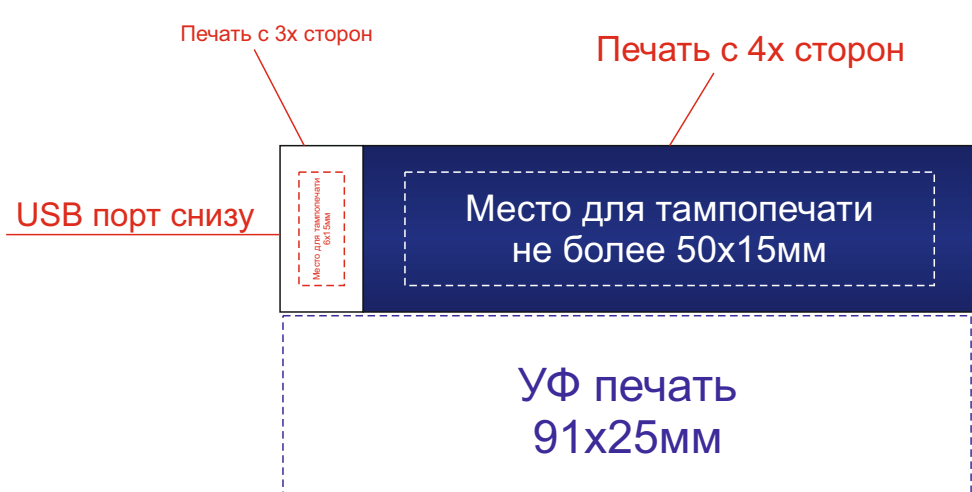 Печать с 3х сторон
Печать с 4х сторон
USB порт снизу
Место для тампопечати
6х15мм
Место для тампопечати
не более 50х15мм
УФ печать
91х25мм